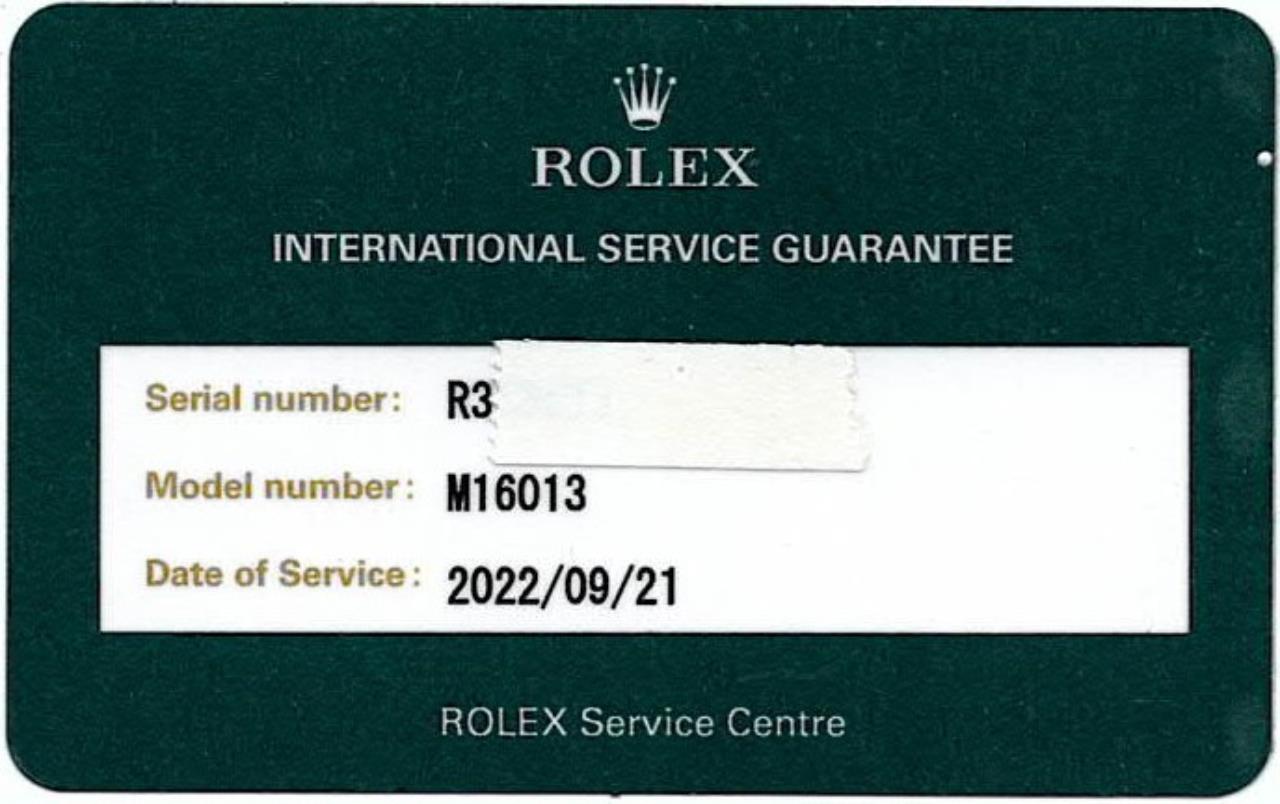 ROLEX
INTERNATIONAL SERVICE GUARANTEE
Serial number: R3
Model number: M16013
Date of Service: 2022/09/21
ROLEX Service Centre